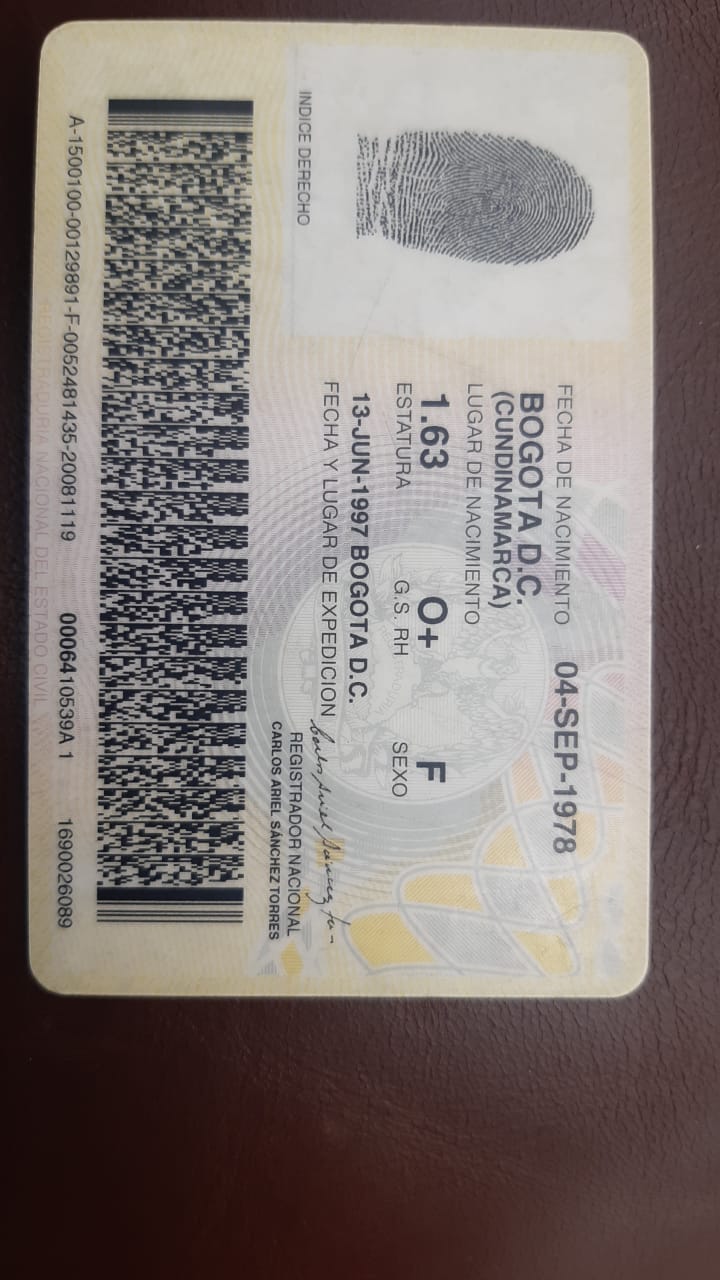 FECHA DE NACIMIENTO 04-SEP-1978
BOGOTA D.C.
(CUNDINAMARCA)
LUGAR DE NACIMIENTO
1.63 O+ F
ESTATURA G.S. RH SEXO
13-JUN-1997 BOGOTA D.C.
FECHA Y LUGAR DE EXPEDICION
INDICE DERECHO
REGISTRADOR NACIONAL
CARLOS ARIEL SÁNCHEZ TORRES
A-1500100-00129891-F-0052481435-20081119 0006410539A 1 1690026089
REGISTRADURIA NACIONAL DEL ESTADO CIVIL